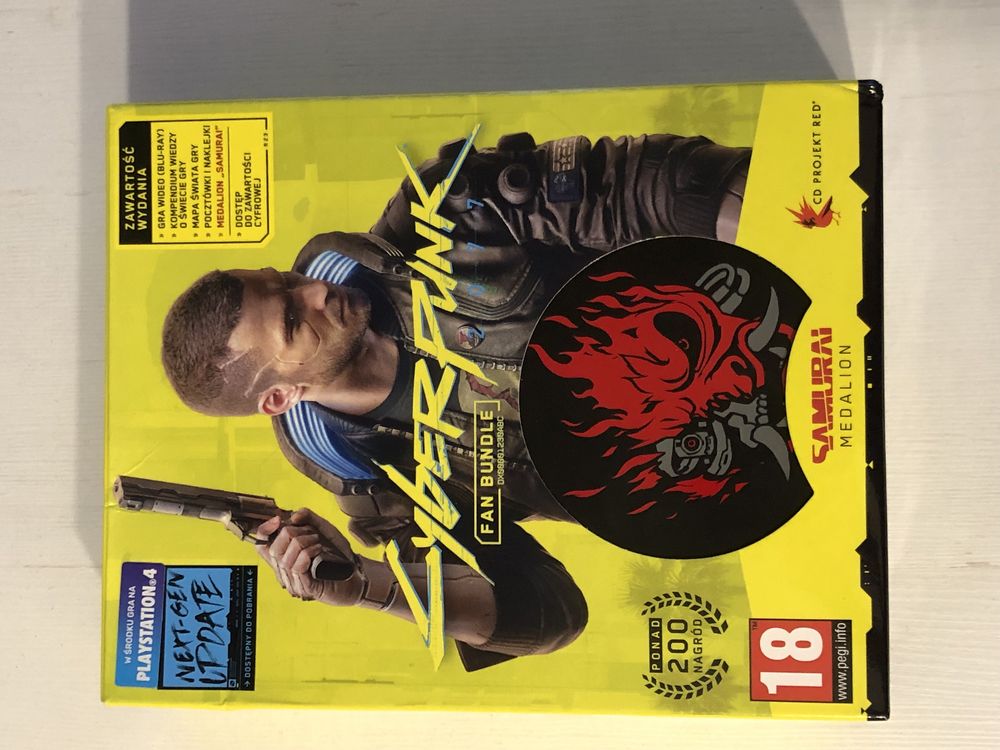 W ŚRODKU GRA NA
PLAYSTATION®4
NEXT-GEN
UPDATE
→ DOSTĘPNY DO POBRANIA ←
ZAWARTOŚĆ
WYDANIA
» GRA WIDEO (BLU-RAY)
» KOMPENDIUM WIEDZY
O ŚWIECIE GRY
» MAPA ŚWIATA GRY
» POCZTÓWKI I NAKLEJKI
» MEDALION „SAMURAI”
» DOSTĘP
DO ZAWARTOŚCI
CYFROWEJ
CYBERPUNK
2077
FAN BUNDLE
PONAD
200
NAGRÓD
SAMURAI
MEDALION
18™
www.pegi.info
CD PROJEKT RED®